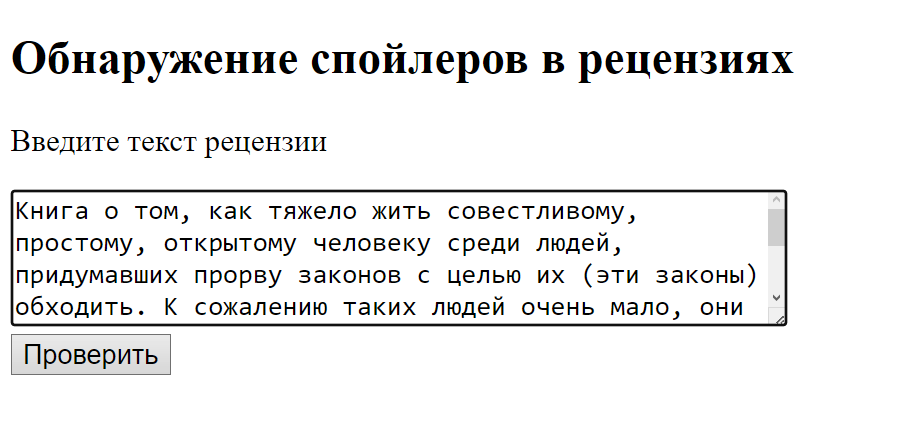 Обнаружение спойлеров в рецензиях
Введите текст рецензии
Книга о том, как тяжело жить совестливому,
простому, открытому человеку среди людей,
придумавших прорву законов с целью их (эти законы)
обходить. К сожалению таких людей очень мало, они
Проверить